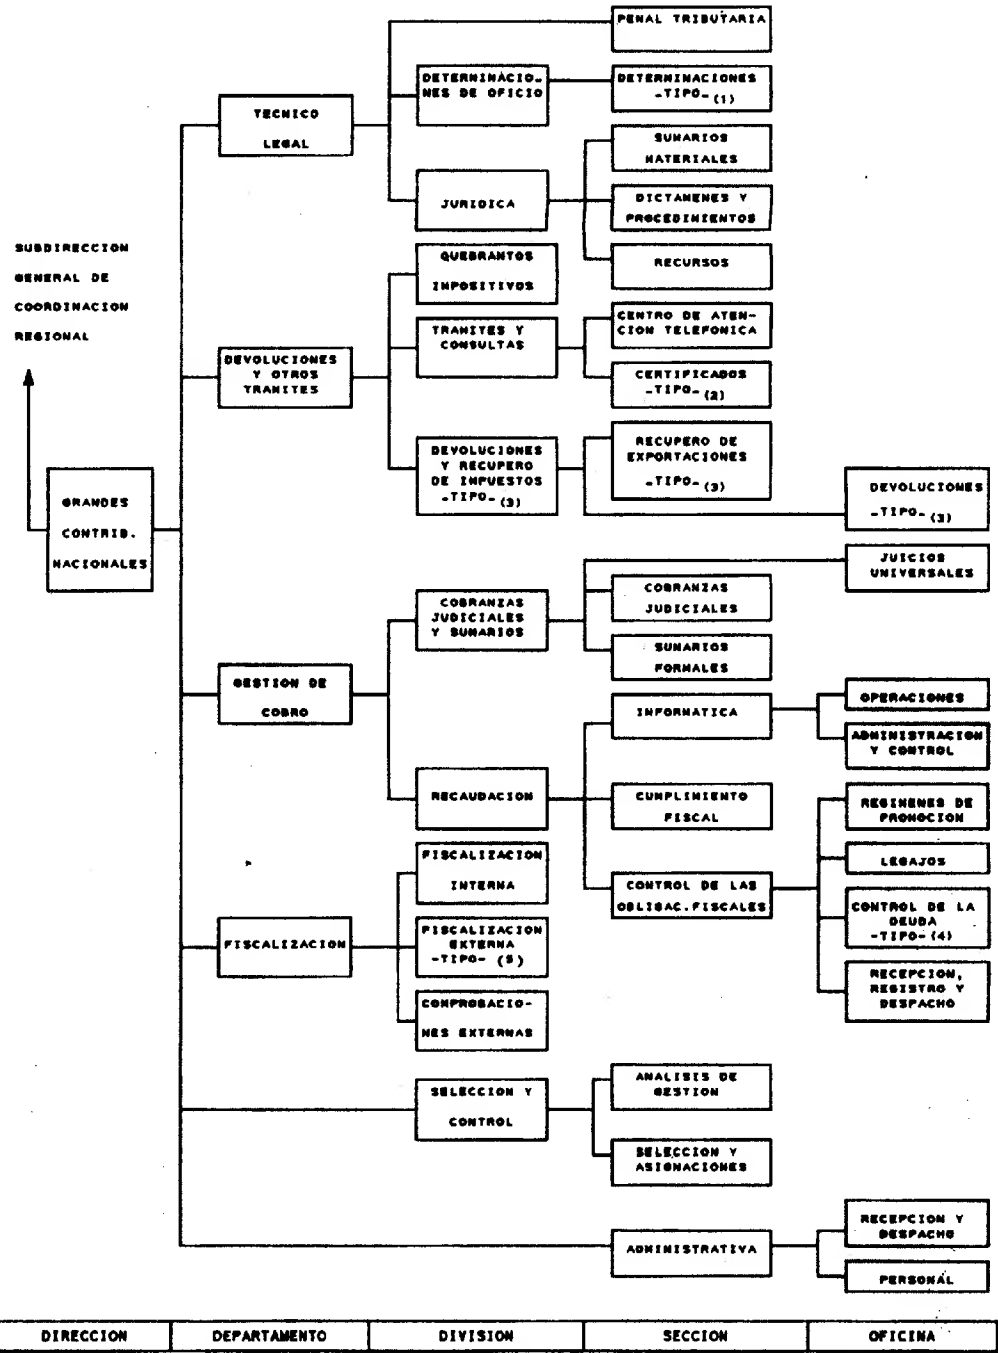 SUBDIRECCION
GENERAL DE
COORDINACION
REGIONAL
GRANDES
CONTRIB.
NACIONALES
TECNICO
LEGAL
PENAL TRIBUTARIA
DETERMINACIO-
NES DE OFICIO
DETERMINACIONES
-TIPO- (1)
JURIDICA
SUMARIOS
MATERIALES
DICTAMENES Y
PROCEDIMIENTOS
RECURSOS
DEVOLUCIONES
Y OTROS
TRAMITES
QUEBRANTOS
IMPOSITIVOS
TRAMITES Y
CONSULTAS
CENTRO DE ATEN-
CION TELEFONICA
CERTIFICADOS
-TIPO- (2)
DEVOLUCIONES
Y RECUPERO
DE IMPUESTOS
-TIPO- (3)
RECUPERO DE
EXPORTACIONES
-TIPO- (3)
DEVOLUCIONES
-TIPO- (3)
GESTION DE
COBRO
COBRANZAS
JUDICIALES
Y SUMARIOS
JUICIOS
UNIVERSALES
COBRANZAS
JUDICIALES
SUMARIOS
FORMALES
RECAUDACION
INFORMATICA
OPERACIONES
ADMINISTRACION
Y CONTROL
CUMPLIMIENTO
FISCAL
CONTROL DE LAS
OBLIGAC.FISCALES
REGIMENES DE
PROMOCION
LEGAJOS
CONTROL DE LA
DEUDA
-TIPO- (4)
RECEPCION,
REGISTRO Y
DESPACHO
FISCALIZACION
FISCALIZACION
INTERNA
FISCALIZACION
EXTERNA
-TIPO- (5)
COMPROBACIO-
NES EXTERNAS
SELECCION Y
CONTROL
ANALISIS DE
GESTION
SELECCION Y
ASIGNACIONES
ADMINISTRATIVA
RECEPCION Y
DESPACHO
PERSONAL
DIRECCION DEPARTAMENTO DIVISION SECCION OFICINA